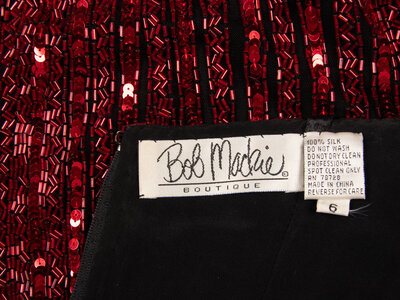 Bob Mackie
BOUTIQUE
100% SILK
DO NOT WASH
DO NOT DRY CLEAN
PROFESSIONAL
SPOT CLEAN ONLY
RN 78728
MADE IN CHINA
REVERSE FOR CARE
6